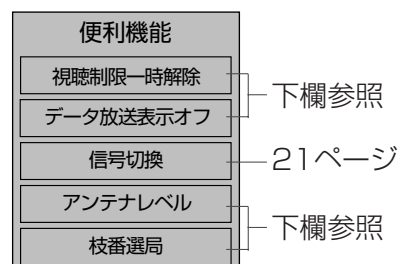 便利機能
視聴制限一時解除
データ放送表示オフ
下欄参照
信号切換
21ページ
アンテナレベル
枝番選局
下欄参照